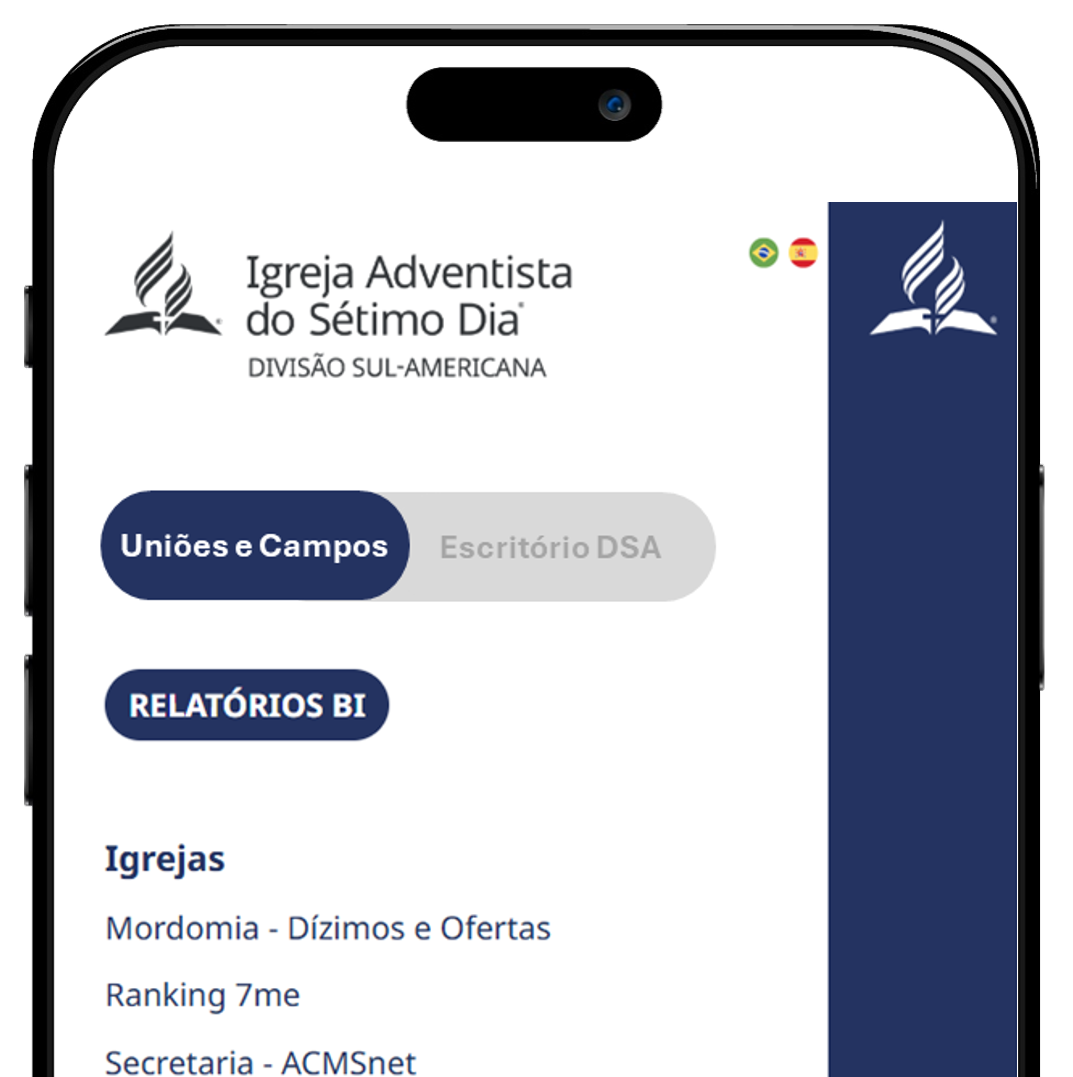 Igreja Adventista
do Sétimo Dia®
DIVISÃO SUL-AMERICANA
Uniões e Campos
Escritório DSA
RELATÓRIOS BI
Igrejas
Mordomia - Dízimos e Ofertas
Ranking 7me
Secretaria - ACMSnet